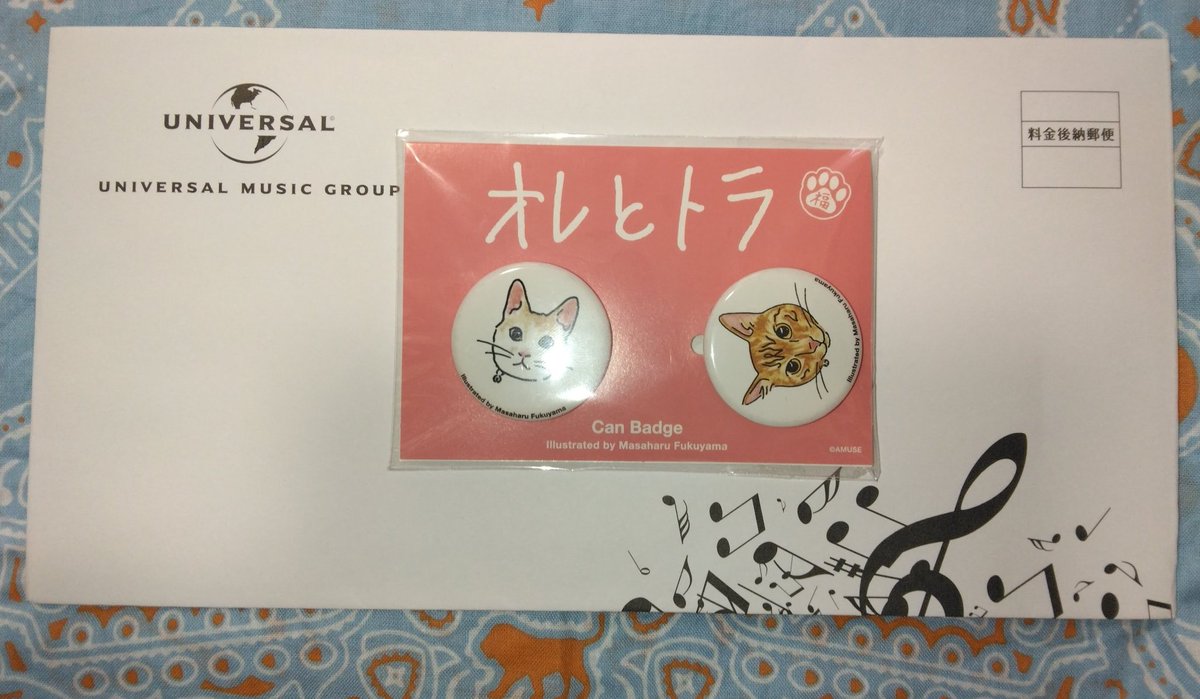 UNIVERSAL
UNIVERSAL MUSIC GROUP
料金後納郵便
オレとトラ
福
Illustrated by Masaharu Fukuyama
Illustrated by Masaharu Fukuyama
Can Badge
Illustrated by Masaharu Fukuyama
©AMUSE